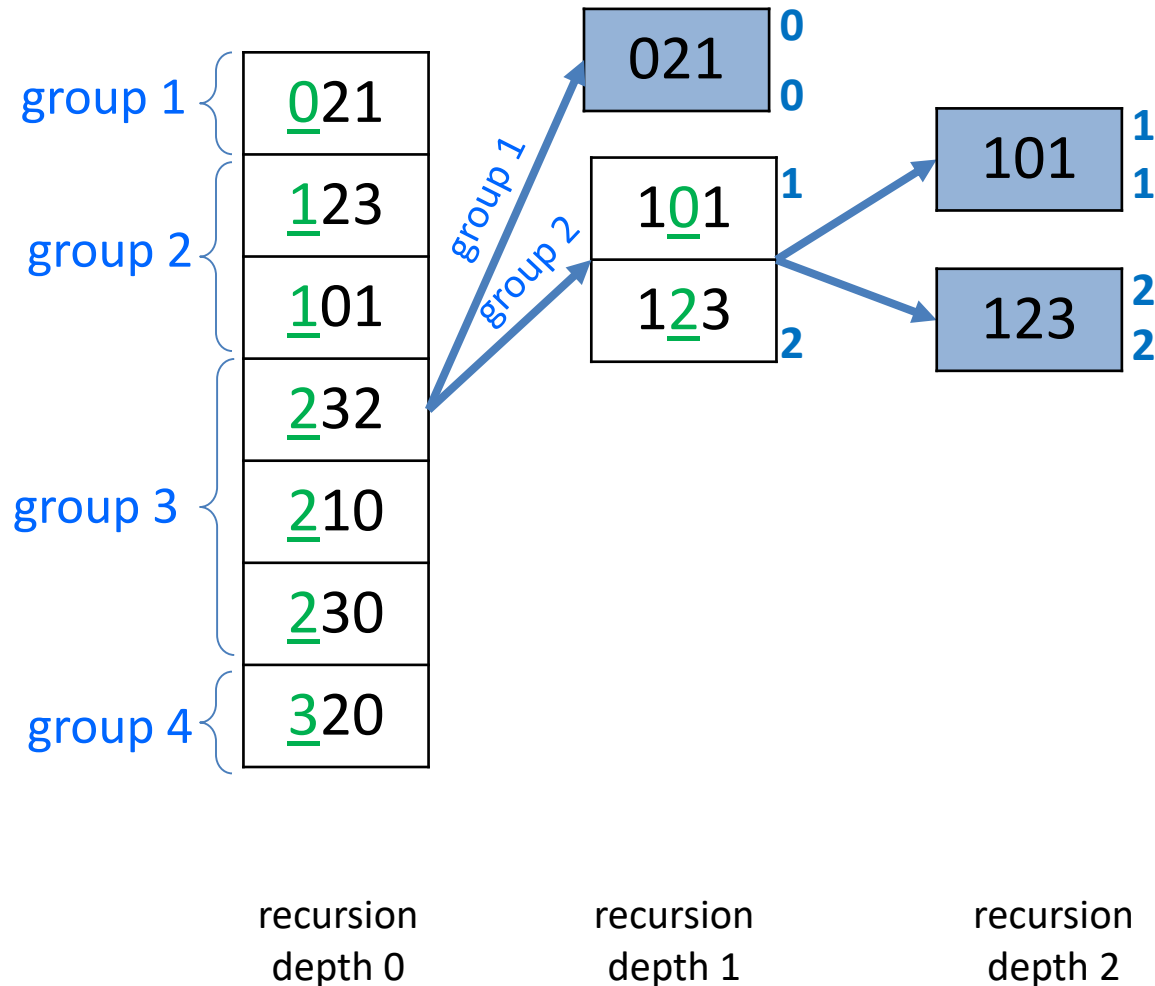 group 1
021
group 2
123
101
group 3
232
210
230
group 4
320
group 1
group 2
021
0
0
101
1
123
2
101
1
1
123
2
2
recursion
depth 0
recursion
depth 1
recursion
depth 2